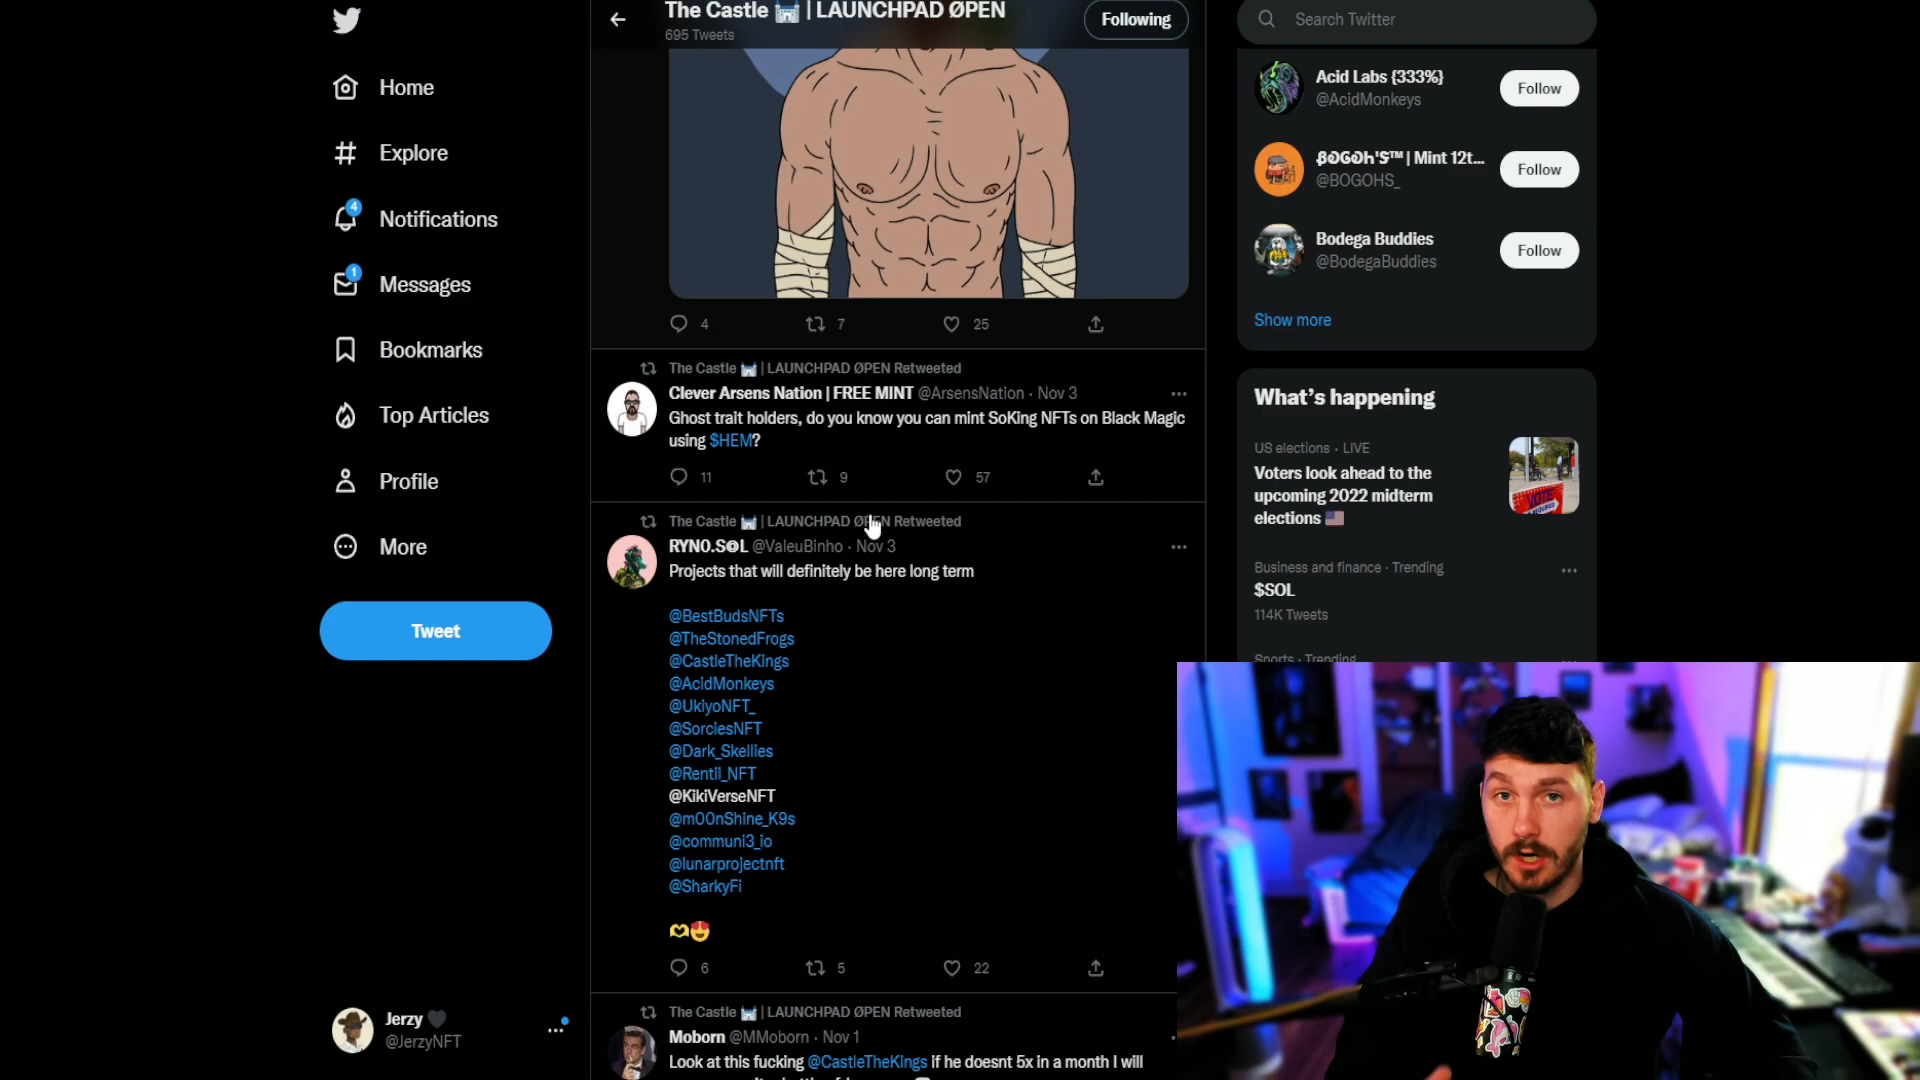 Home
Explore
4
Notifications
1
Messages
Bookmarks
Top Articles
Profile
More
Tweet
Jerzy 🖤
@JerzyNFT
The Castle 🏰 | LAUNCHPAD ØPEN
695 Tweets
Following
4 7 25
The Castle 🏰 | LAUNCHPAD ØPEN Retweeted
Clever Arsens Nation | FREE MINT @ArsensNation · Nov 3
Ghost trait holders, do you know you can mint SoKing NFTs on Black Magic
using $HEM?
11 9 57
The Castle 🏰 | LAUNCHPAD ØPEN Retweeted
RYNO.S@L @ValeuBinho · Nov 3
Projects that will definitely be here long term
@BestBudsNFTs
@TheStonedFrogs
@CastleTheKings
@AcidMonkeys
@UkiyoNFT_
@SorciesNFT
@Dark_Skellies
@Rentii_NFT
@KikiVerseNFT
@m00nShine_K9s
@communi3_io
@lunarprojectnft
@SharkyFi
6 5 22
The Castle 🏰 | LAUNCHPAD ØPEN Retweeted
Moborn @MMoborn · Nov 1
Look at this fucking @CastleTheKings if he doesnt 5x in a month I will
Search Twitter
Acid Labs {333%}
@AcidMonkeys
Follow
| Mint 12t...
@BOGOHS_
Follow
Bodega Buddies
@BodegaBuddies
Follow
Show more
What's happening
US elections · LIVE
Voters look ahead to the
upcoming 2022 midterm
elections 🇺🇸
VOTE
Business and finance · Trending
$SOL
114K Tweets
Sports · Trending